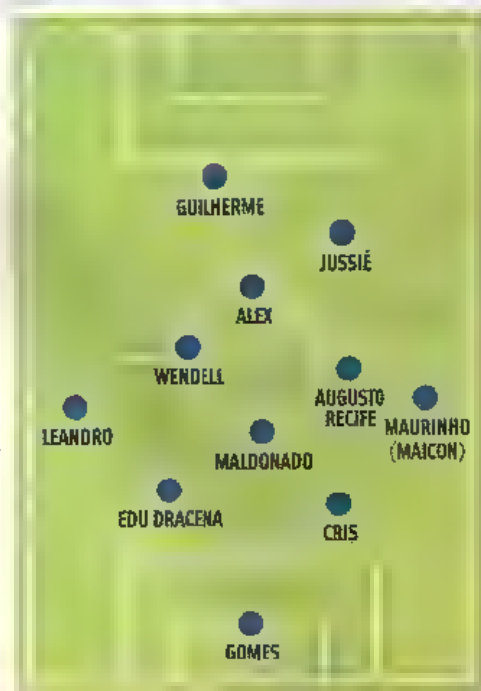 GUILHERME
JUSSIÊ
ALEX
WENDELL
AUGUSTO
RECIFE
MAURINHO
(MAICON)
LEANDRO
MALDONADO
EDU DRACENA
CRIS
GOMES